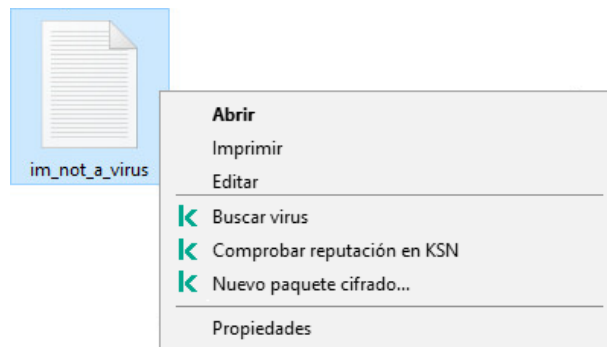 im_not_a_virus
Abrir
Imprimir
Editar
Buscar virus
Comprobar reputación en KSN
Nuevo paquete cifrado...
Propiedades